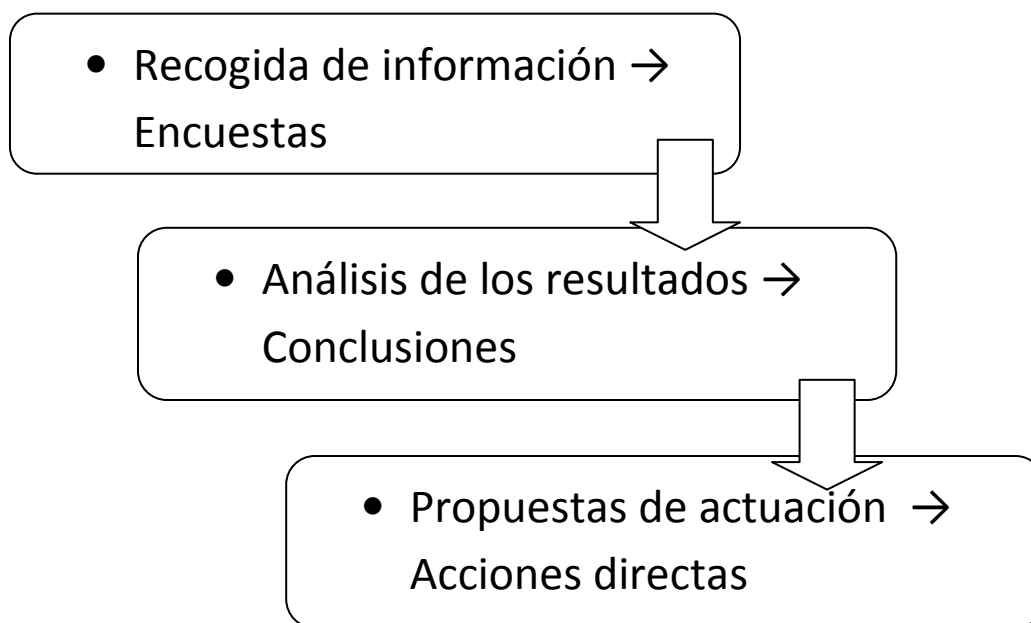 • Recogida de información →
Encuestas
• Análisis de los resultados →
Conclusiones
• Propuestas de actuación →
Acciones directas